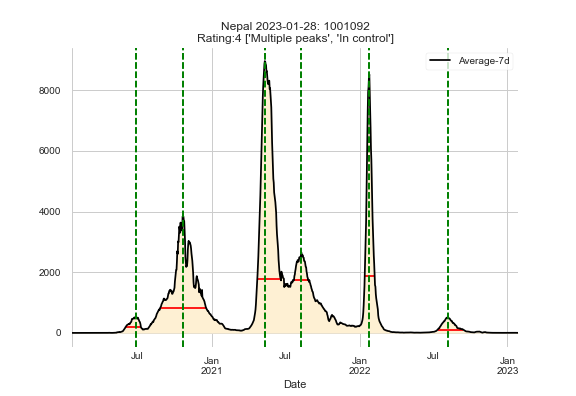 Nepal 2023-01-28: 1001092
Rating:4 ['Multiple peaks', 'In control']
Average-7d
8000
6000
4000
2000
0
Jul
Jan
2021
Jul
Jan
2022
Jul
Jan
2023
Date